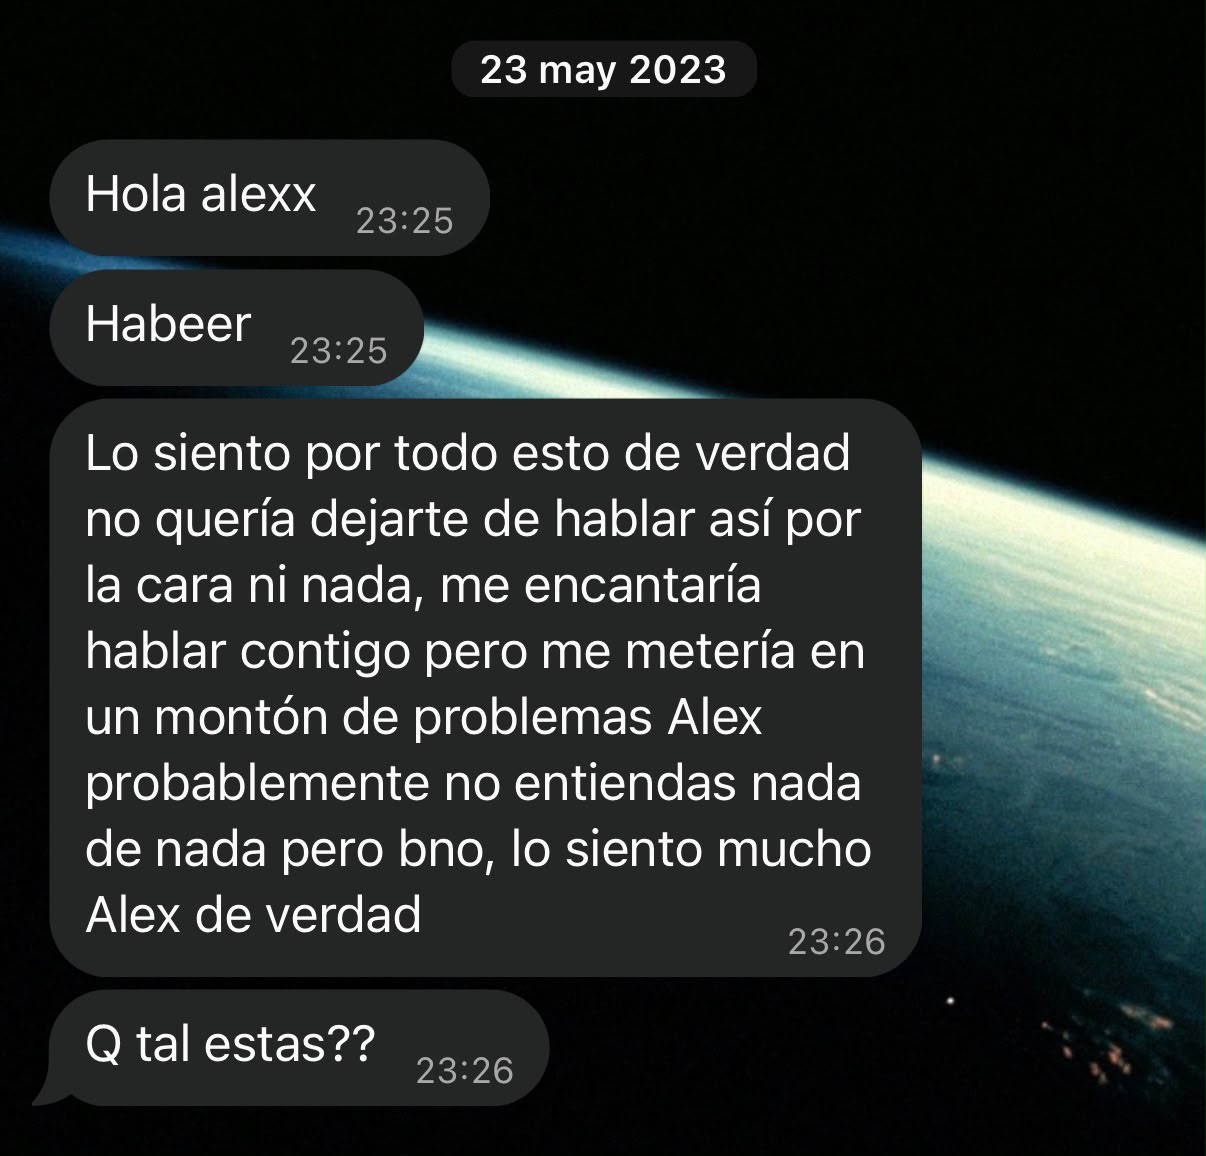 23 may 2023
Hola alexx
23:25
Habeer
23:25
Lo siento por todo esto de verdad
no quería dejarte de hablar así por
la cara ni nada, me encantaría
hablar contigo pero me metería en
un montón de problemas Alex
probablemente no entiendas nada
de nada pero bno, lo siento mucho
Alex de verdad
23:26
Q tal estas??
23:26